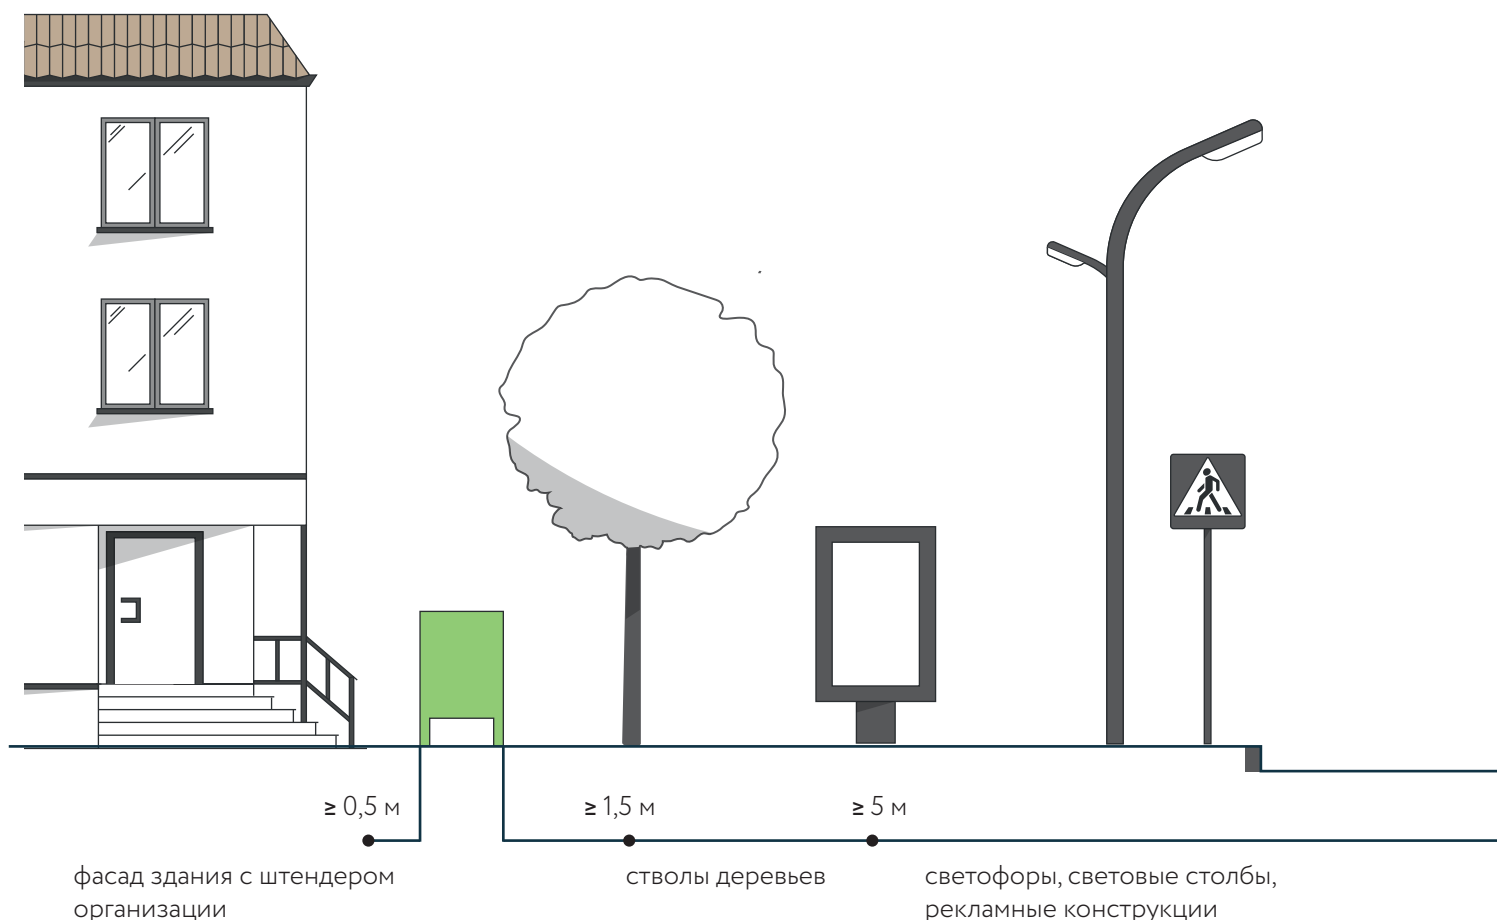 ≥ 0,5 м
≥ 1,5 м
≥ 5 м
фасад здания с штендером
организации
стволы деревьев
светофоры, световые столбы,
рекламные конструкции